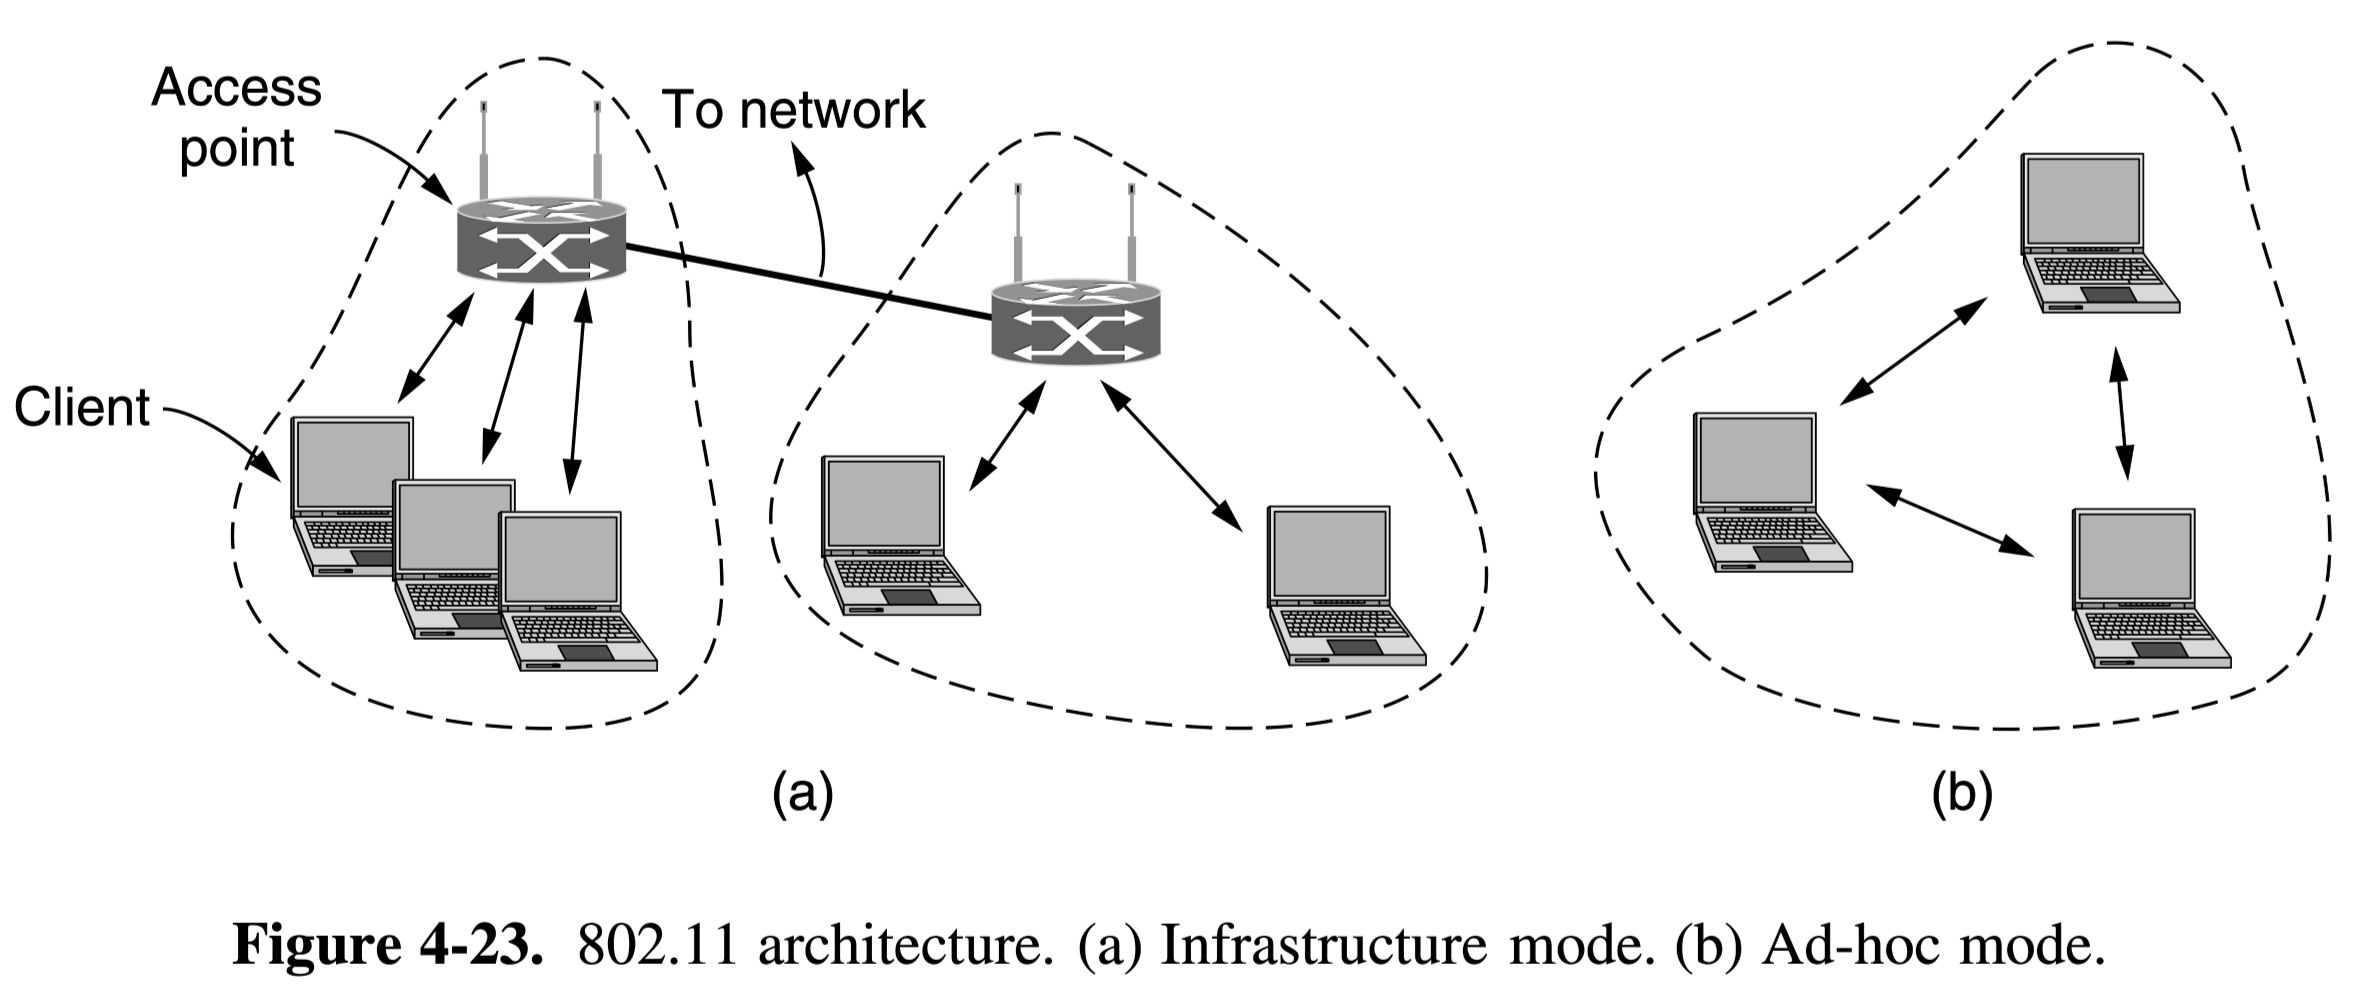 Access
point
To network
Client
(a)
(b)
Figure 4-23. 802.11 architecture. (a) Infrastructure mode. (b) Ad-hoc mode.